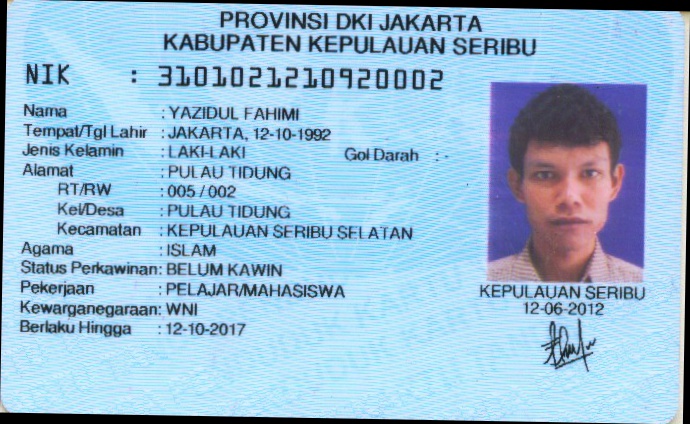 PROVINSI DKI JAKARTA
KABUPATEN KEPULAUAN SERIBU
NIK : 3101021210920002
Nama : YAZIDUL FAHIMI
Tempat/Tgl Lahir : JAKARTA, 12-10-1992
Jenis Kelamin : LAKI-LAKI Gol Darah : -
Alamat : PULAU TIDUNG
RT/RW : 005 / 002
Kel/Desa : PULAU TIDUNG
Kecamatan : KEPULAUAN SERIBU SELATAN
Agama : ISLAM
Status Perkawinan: BELUM KAWIN
Pekerjaan : PELAJAR/MAHASISWA
Kewarganegaraan: WNI
Berlaku Hingga : 12-10-2017
KEPULAUAN SERIBU
12-06-2012